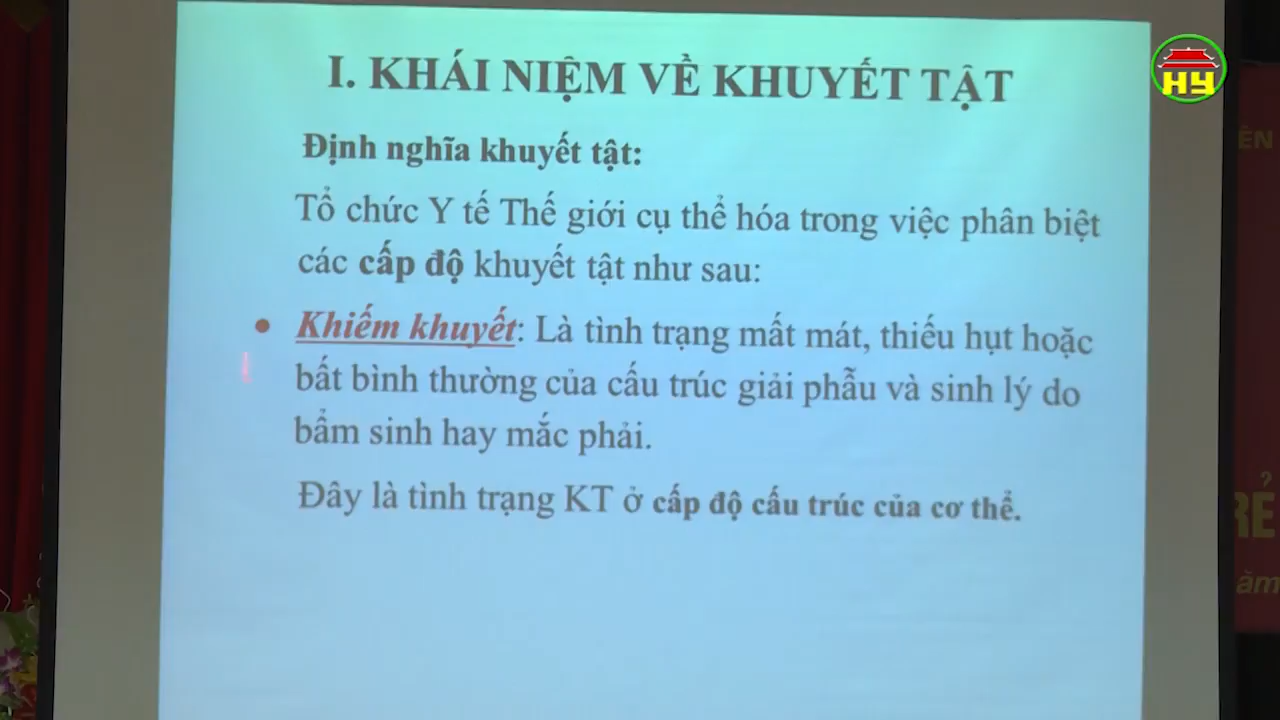 I. KHÁI NIỆM VỀ KHUYẾT TẬT
HY
Định nghĩa khuyết tật:
Tổ chức Y tế Thế giới cụ thể hóa trong việc phân biệt
các cấp độ khuyết tật như sau:
• Khiếm khuyết: Là tình trạng mất mát, thiếu hụt hoặc
bất bình thường của cấu trúc giải phẫu và sinh lý do
bẩm sinh hay mắc phải.
Đây là tình trạng KT ở cấp độ cấu trúc của cơ thể.